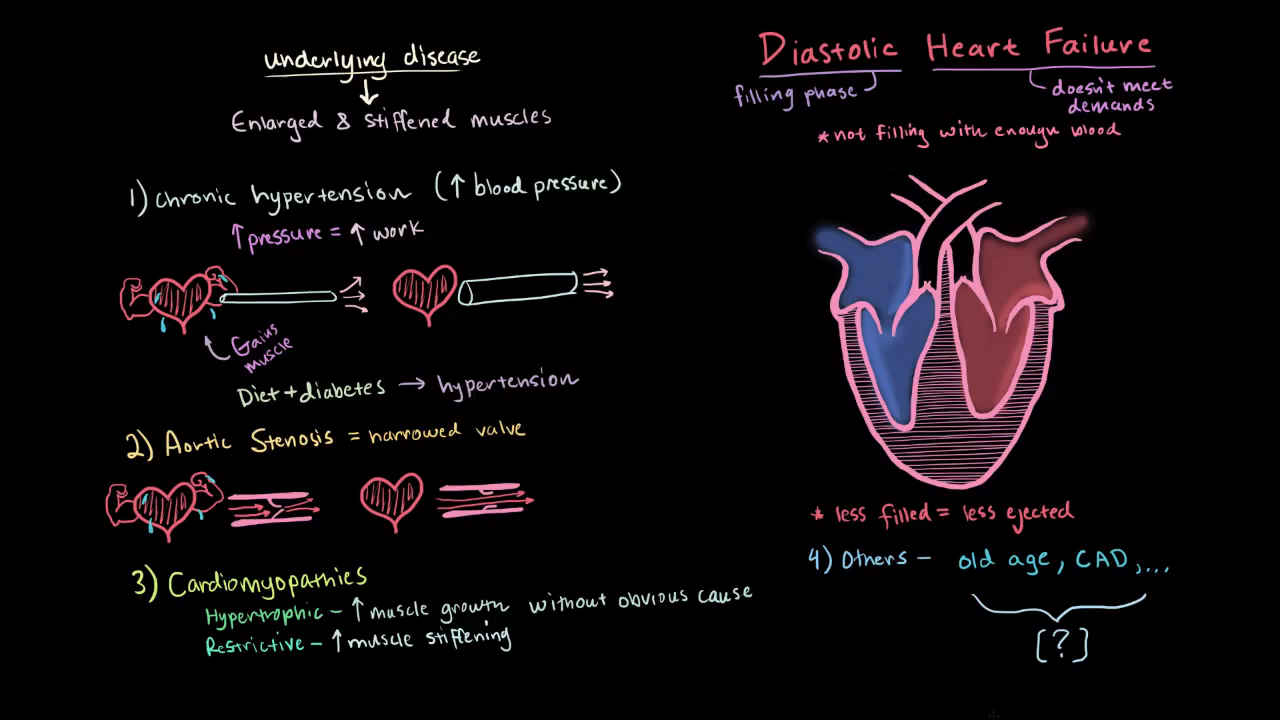 underlying disease
Enlarged & stiffened muscles
1) chronic hypertension (↑ blood pressure)
↑ pressure = ↑ work
Gains
muscle
Diet + diabetes → hypertension
2) Aortic Stenosis = narrowed valve
3) Cardiomyopathies
Hypertrophic – ↑ muscle growth without obvious cause
Restrictive – ↑ muscle stiffening
Diastolic Heart Failure
filling phase
doesn't meet
demands
* not filling with enough blood
* less filled = less ejected
4) Others – old age, CAD,...
[?]